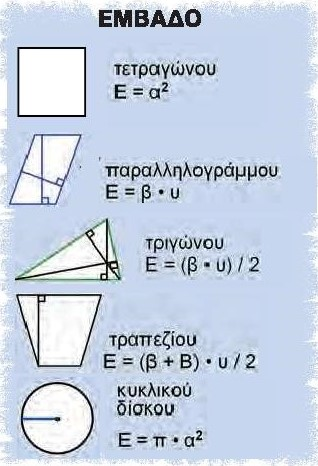 ΕΜΒΑΔΟ
τετραγώνου
Ε = α²
παραλληλογράμμου
Ε = β • υ
τριγώνου
Ε = (β • υ) / 2
τραπεζίου
Ε = (β + Β) • υ / 2
κυκλικού
δίσκου
Ε = π • α²